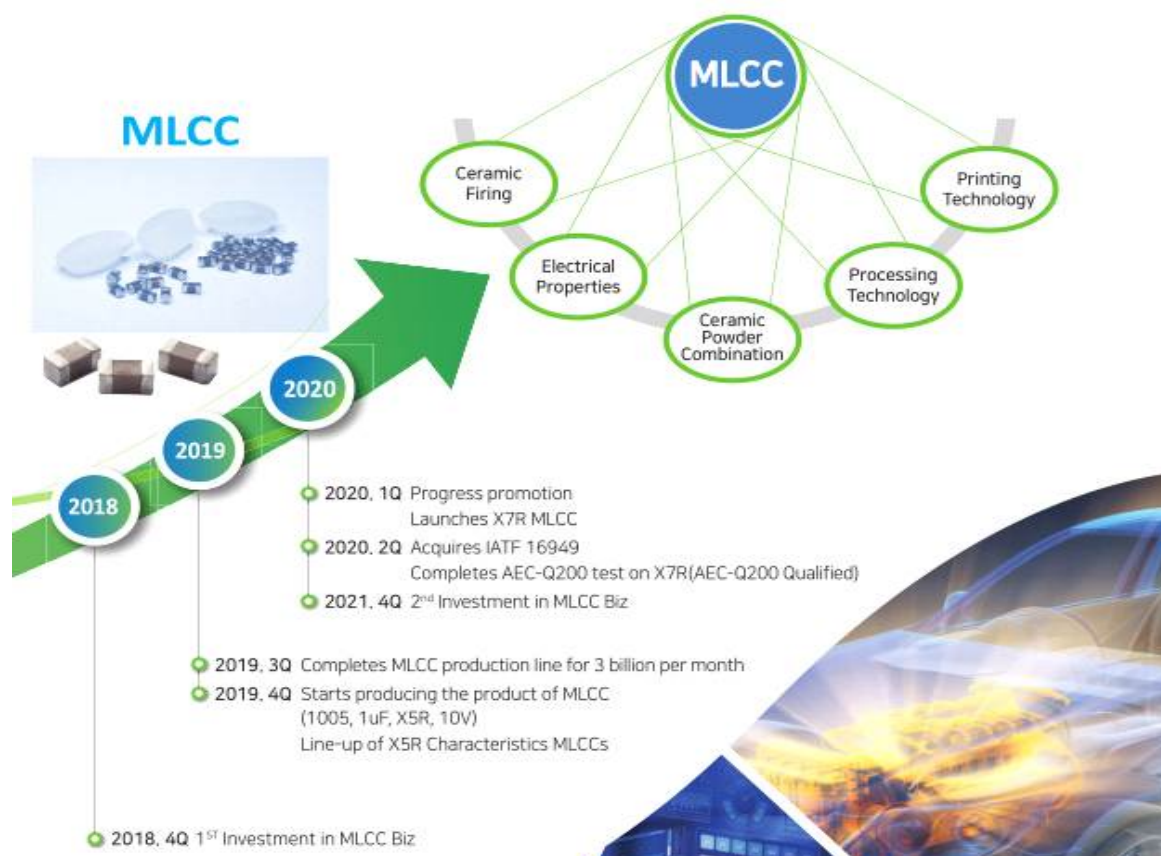 MLCC
MLCC
Ceramic
Firing
Printing
Technology
Electrical
Properties
Processing
Technology
Ceramic
Powder
Combination
2020
2019
2018
2020, 1Q Progress promotion
Launches X7R MLCC
2020, 2Q Acquires IATF 16949
Completes AEC-Q200 test on X7R(AEC-Q200 Qualified)
2021, 4Q 2nd Investment in MLCC Biz
2019, 3Q Completes MLCC production line for 3 billion per month
2019, 4Q Starts producing the product of MLCC
(1005, 1uF, X5R, 10V)
Line-up of X5R Characteristics MLCCs
2018, 4Q 1ST Investment in MLCC Biz